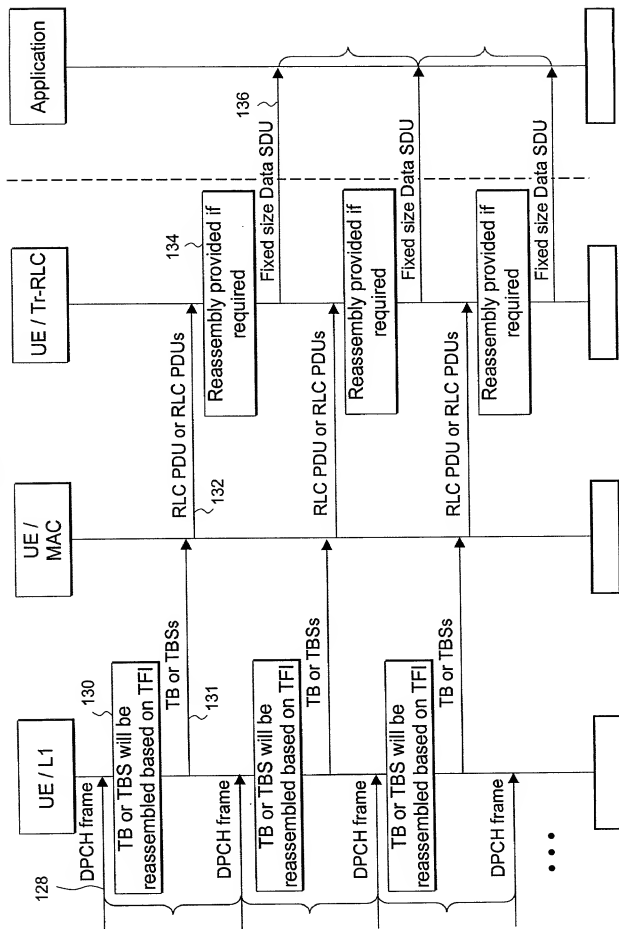 UE / L1
UE /
MAC
UE / Tr-RLC
Application
128
DPCH frame
130
TB or TBS will be
reassembled based on TFI
TB or TBSs
131
132
RLC PDU or RLC PDUs
134
Reassembly provided if
required
Fixed size Data SDU
136
DPCH frame
TB or TBS will be
reassembled based on TFI
TB or TBSs
RLC PDU or RLC PDUs
Reassembly provided if
required
Fixed size Data SDU
DPCH frame
TB or TBS will be
reassembled based on TFI
TB or TBSs
RLC PDU or RLC PDUs
Reassembly provided if
required
Fixed size Data SDU
DPCH frame